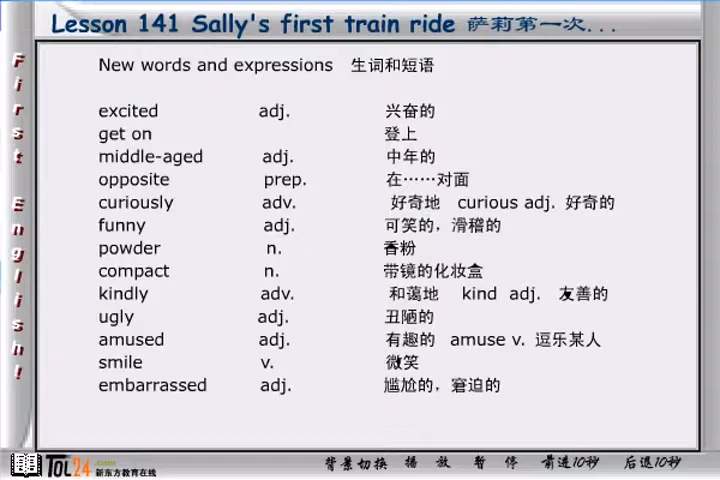 Lesson 141 Sally's first train ride 萨莉第一次...
First English!
New words and expressions 生词和短语
excited adj. 兴奋的
get on 登上
middle-aged adj. 中年的
opposite prep. 在……对面
curiously adv. 好奇地 curious adj. 好奇的
funny adj. 可笑的，滑稽的
powder n. 香粉
compact n. 带镜的化妆盒
kindly adv. 和蔼地 kind adj. 友善的
ugly adj. 丑陋的
amused adj. 有趣的 amuse v. 逗乐某人
smile v. 微笑
embarrassed adj. 尴尬的，窘迫的
TOL24 新东方教育在线
背景切换 播放 暂停 前进10秒 后退10秒